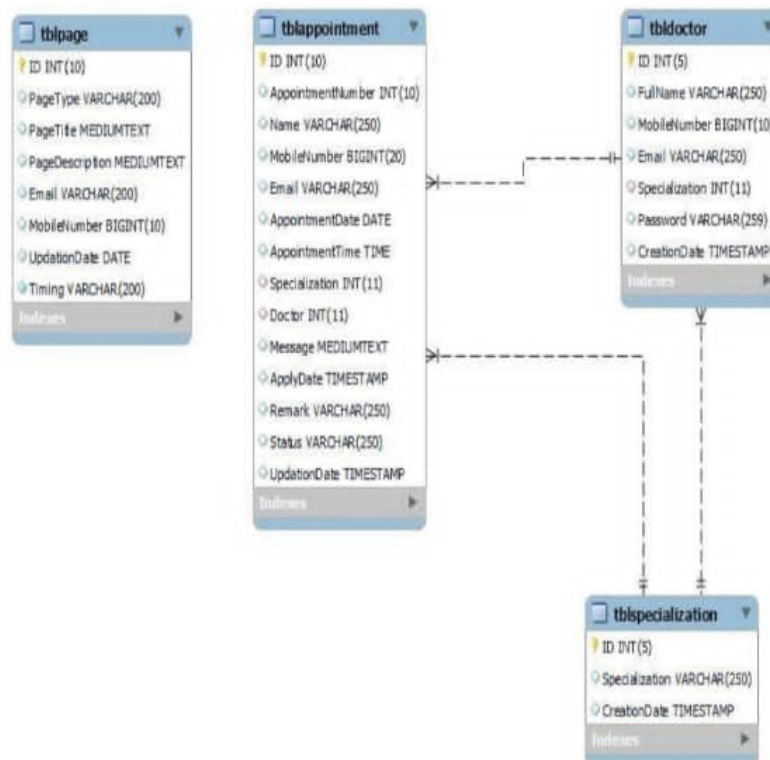 tblpage
ID INT(10)
PageType VARCHAR(200)
PageTitle MEDIUMTEXT
PageDescription MEDIUMTEXT
Email VARCHAR(200)
MobileNumber BIGINT(10)
UpdationDate DATE
Timing VARCHAR(200)
Indexes
tblappointment
ID INT(10)
AppointmentNumber INT(10)
Name VARCHAR(250)
MobileNumber BIGINT(20)
Email VARCHAR(250)
AppointmentDate DATE
AppointmentTime TIME
Specialization INT(11)
Doctor INT(11)
Message MEDIUMTEXT
ApplyDate TIMESTAMP
Remark VARCHAR(250)
Status VARCHAR(250)
UpdationDate TIMESTAMP
Indexes
tbldoctor
ID INT(5)
FullName VARCHAR(250)
MobileNumber BIGINT(10
Email VARCHAR(250)
Specialization INT(11)
Password VARCHAR(259)
CreationDate TIMESTAMP
Indexes
tblspecialization
ID INT(5)
Specialization VARCHAR(250)
CreationDate TIMESTAMP
Indexes